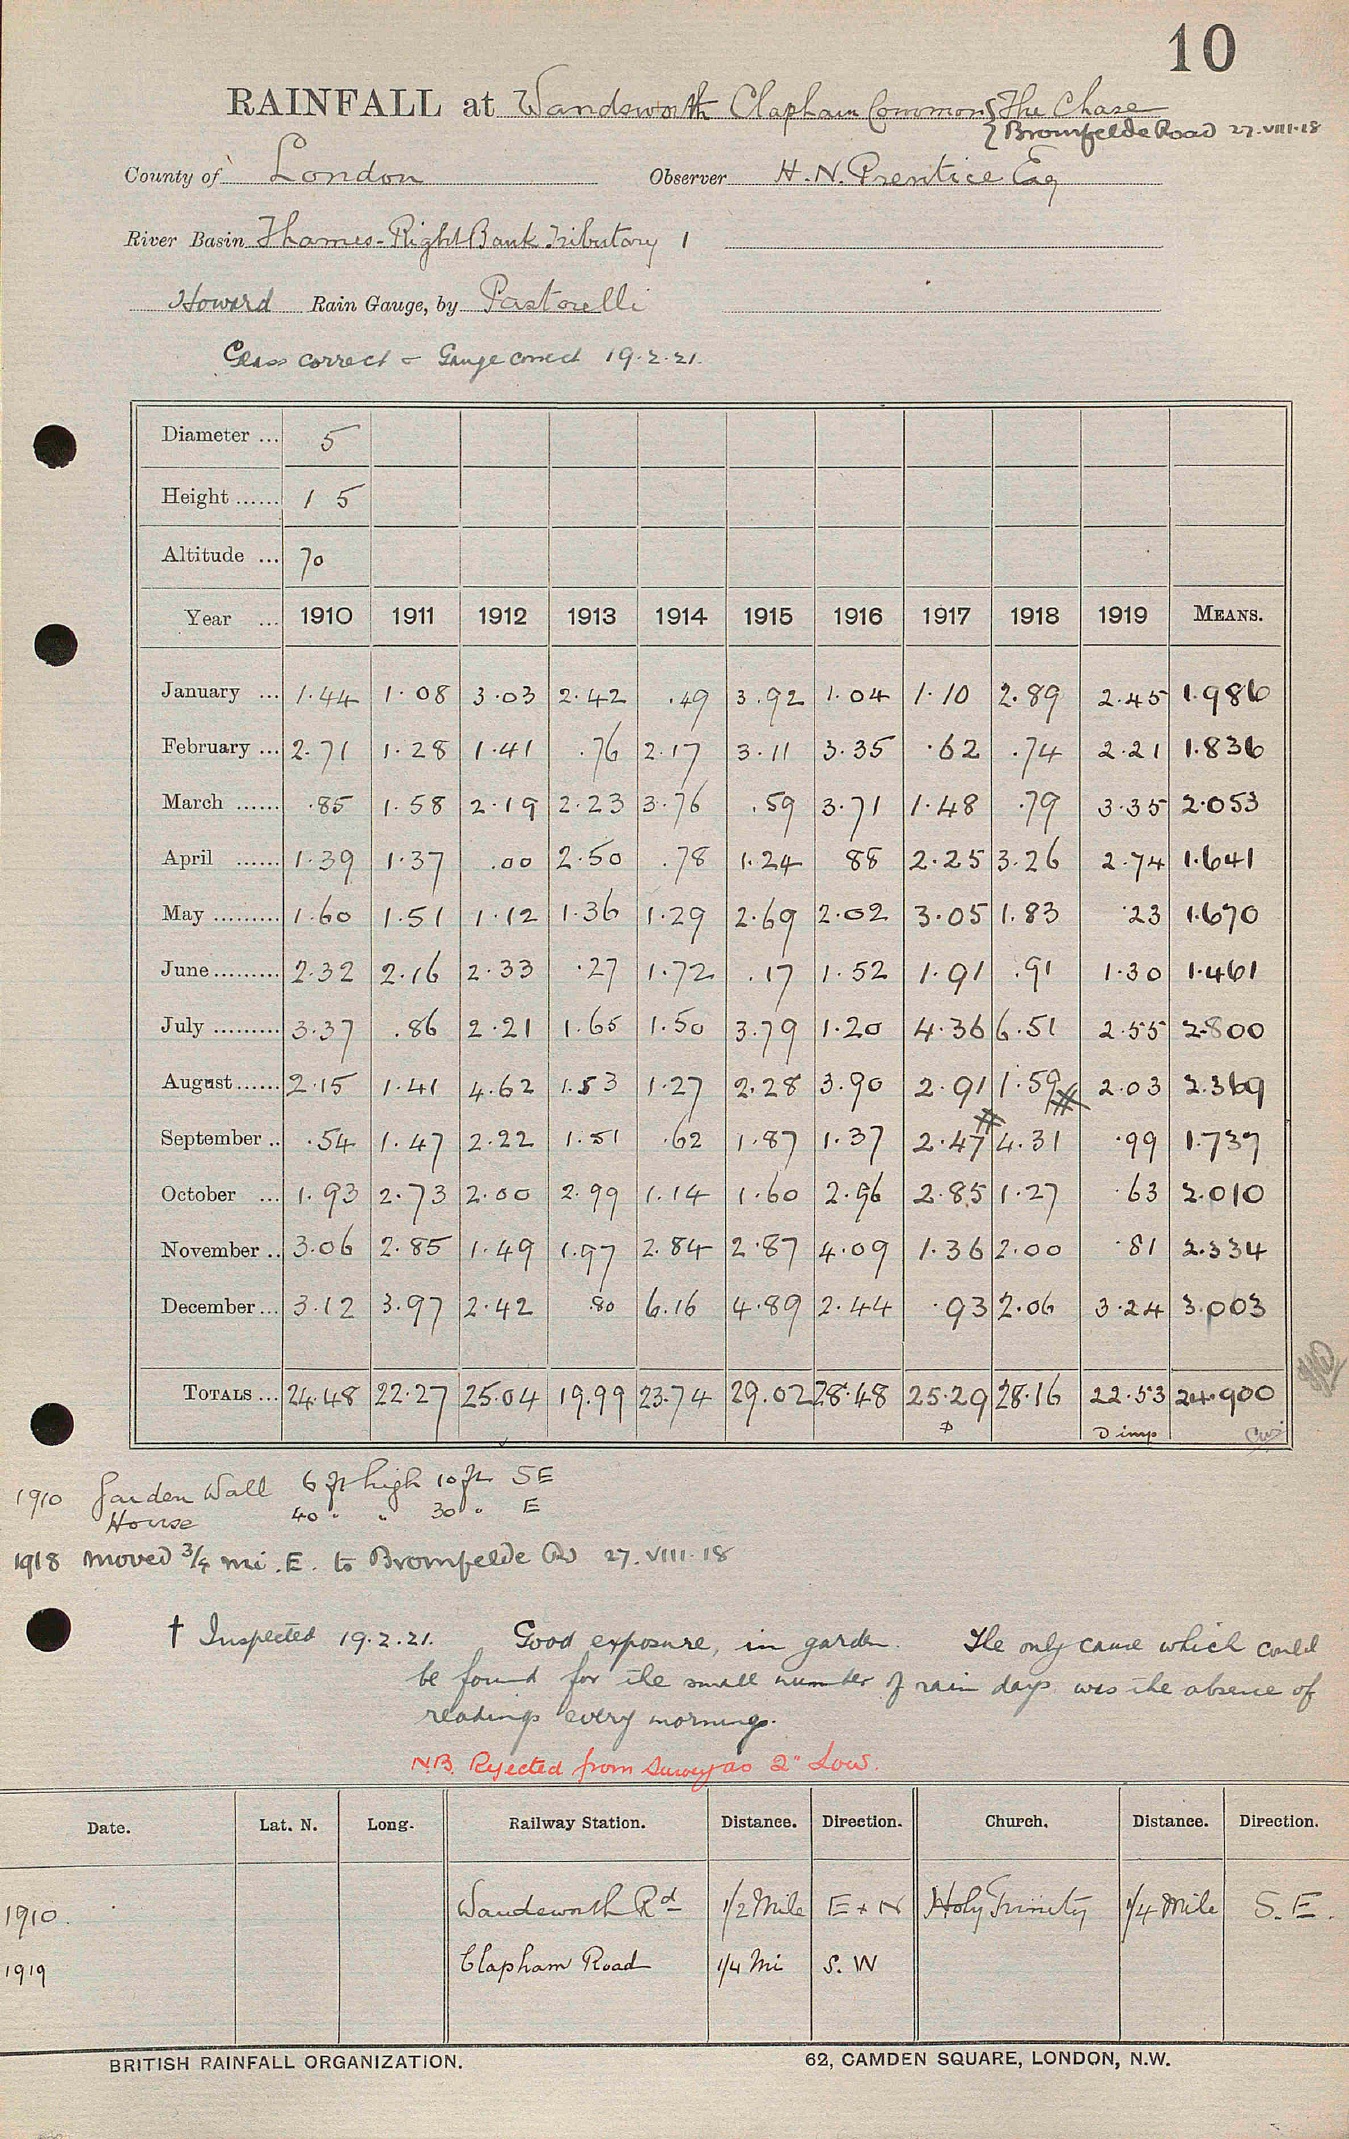 10
RAINFALL at Wandsworth Clapham Common { The Chase
{ Bromfelde Road 27.VIII.18
County of London Observer H. N. Prentice Esq
River Basin Thames - Right Bank Tributary 1
Howard Rain Gauge, by Pastorelli
Glass correct Gauge correct 19.2.21.
Diameter ... 5
Height ...... 1 5
Altitude ... 70
Year ... 1910 1911 1912 1913 1914 1915 1916 1917 1918 1919 MEANS.
January ... 1.44 1.08 3.03 2.42 .49 3.92 1.04 1.10 2.89 2.45 1.986
February ... 2.71 1.28 1.41 .76 2.17 3.11 3.35 .62 .74 2.21 1.836
March ...... .85 1.58 2.19 2.23 3.76 .59 3.71 1.48 .79 3.35 2.053
April ...... 1.39 1.37 .00 2.50 .78 1.24 88 2.25 3.26 2.74 1.641
May ......... 1.60 1.51 1.12 1.36 1.29 2.69 2.02 3.05 1.83 .23 1.670
June ......... 2.32 2.16 2.33 .27 1.72 .17 1.52 1.91 .91 1.30 1.461
July ......... 3.37 .86 2.21 1.65 1.50 3.79 1.20 4.36 6.51 2.55 2.800
August ...... 2.15 1.41 4.62 1.53 1.27 2.28 3.90 2.91 1.59 2.03 2.369
September .. .54 1.47 2.22 1.51 .62 1.87 1.37 2.47 4.31 .99 1.737
October ... 1.93 2.73 2.00 2.99 1.14 1.60 2.96 2.85 1.27 .63 2.010
November .. 3.06 2.85 1.49 1.97 2.84 2.87 4.09 1.36 2.00 .81 2.334
December ... 3.12 3.97 2.42 .80 6.16 4.89 2.44 .93 2.06 3.24 3.003
TOTALS ... 24.48 22.27 25.04 19.99 23.74 29.02 28.48 25.29 28.16 22.53 24.900
D imp
1910 Garden Wall 6 ft high 10 ft SE
House 40 " " 30 " E
1918 moved 3/4 mi. E. to Bromfelde Rd 27.VIII.18
† Inspected 19.2.21. Good exposure, in garden. The only cause which could
be found for the small number of rain days was the absence of
readings every morning.
N.B. Rejected from Survey as 2" Low.
Date. Lat. N. Long. Railway Station. Distance. Direction. Church. Distance. Direction.
1910. Wandsworth Rd 1/2 Mile E + N Holy Trinity 1/4 Mile S. E.
1919 Clapham Road 1/4 Mi S. W
BRITISH RAINFALL ORGANIZATION. 62, CAMDEN SQUARE, LONDON, N.W.